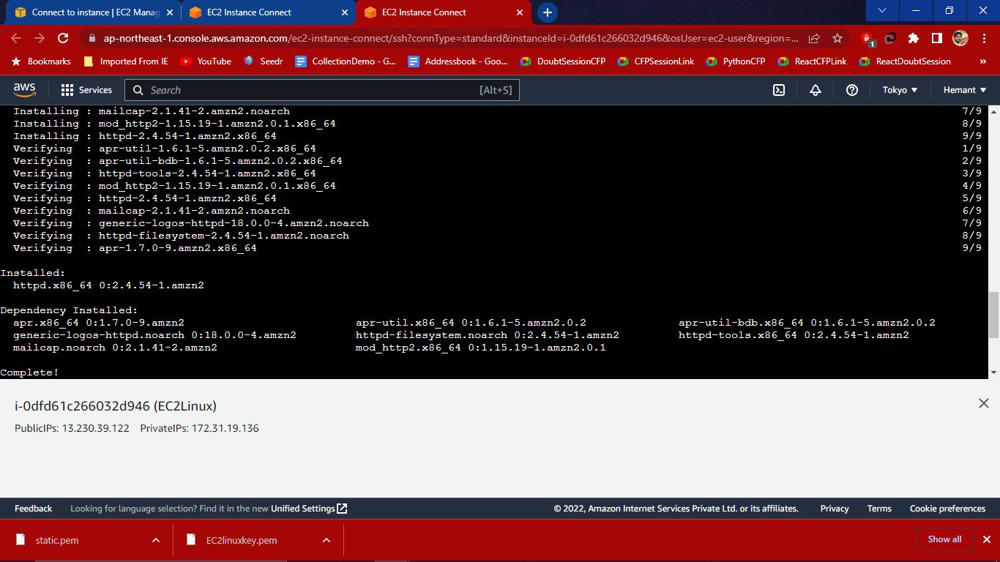 Connect to instance | EC2 Manag
EC2 Instance Connect
EC2 Instance Connect
ap-northeast-1.console.aws.amazon.com/ec2-instance-connect/ssh?connType=standard&instanceId=i-0dfd61c266032d946&osUser=ec2-user&region=...
1
Bookmarks Imported From IE YouTube Seedr CollectionDemo - G... Addressbook - Goo... DoubtSessionCFP CFPSessionLink PythonCFP ReactCFPLink ReactDoubtSession »
aws Services Search [Alt+S] Tokyo Hemant
Installing : mailcap-2.1.41-2.amzn2.noarch 7/9
Installing : mod_http2-1.15.19-1.amzn2.0.1.x86_64 8/9
Installing : httpd-2.4.54-1.amzn2.x86_64 9/9
Verifying : apr-util-1.6.1-5.amzn2.0.2.x86_64 1/9
Verifying : apr-util-bdb-1.6.1-5.amzn2.0.2.x86_64 2/9
Verifying : httpd-tools-2.4.54-1.amzn2.x86_64 3/9
Verifying : mod_http2-1.15.19-1.amzn2.0.1.x86_64 4/9
Verifying : httpd-2.4.54-1.amzn2.x86_64 5/9
Verifying : mailcap-2.1.41-2.amzn2.noarch 6/9
Verifying : generic-logos-httpd-18.0.0-4.amzn2.noarch 7/9
Verifying : httpd-filesystem-2.4.54-1.amzn2.noarch 8/9
Verifying : apr-1.7.0-9.amzn2.x86_64 9/9
Installed:
httpd.x86_64 0:2.4.54-1.amzn2
Dependency Installed:
apr.x86_64 0:1.7.0-9.amzn2 apr-util.x86_64 0:1.6.1-5.amzn2.0.2 apr-util-bdb.x86_64 0:1.6.1-5.amzn2.0.2
generic-logos-httpd.noarch 0:18.0.0-4.amzn2 httpd-filesystem.noarch 0:2.4.54-1.amzn2 httpd-tools.x86_64 0:2.4.54-1.amzn2
mailcap.noarch 0:2.1.41-2.amzn2 mod_http2.x86_64 0:1.15.19-1.amzn2.0.1
Complete!
i-0dfd61c266032d946 (EC2Linux)
PublicIPs: 13.230.39.122 PrivateIPs: 172.31.19.136
Feedback Looking for language selection? Find it in the new Unified Settings © 2022, Amazon Internet Services Private Ltd. or its affiliates. Privacy Terms Cookie preferences
static.pem EC2linuxkey.pem Show all